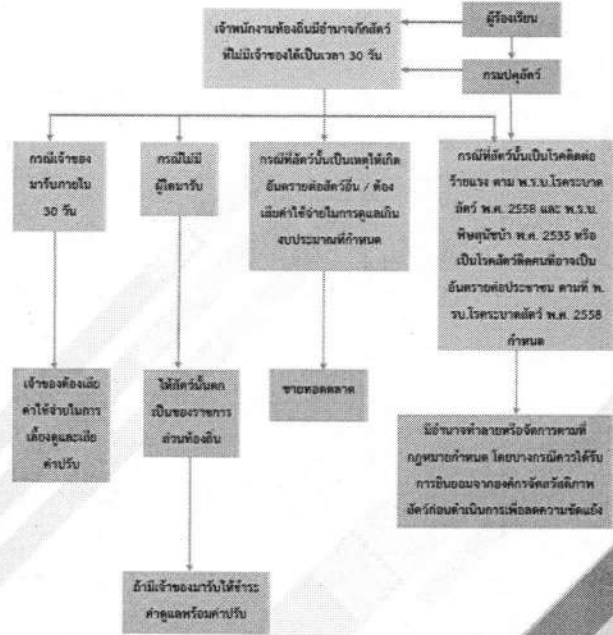 ผู้ร้องเรียน
เจ้าพนักงานท้องถิ่นมีอำนาจกักสัตว์
ที่ไม่มีเจ้าของได้เป็นเวลา 30 วัน
กรมปศุสัตว์
กรณีเจ้าของ
มารับภายใน
30 วัน
กรณีไม่มี
ผู้ใดมารับ
กรณีที่สัตว์นั้นเป็นเหตุให้เกิด
อันตรายต่อสัตว์อื่น / ต้อง
เสียค่าใช้จ่ายในการดูแลเกิน
งบประมาณที่กำหนด
กรณีที่สัตว์นั้นเป็นโรคติดต่อ
ร้ายแรง ตาม พ.ร.บ.โรคระบาด
สัตว์ พ.ศ. 2558 และ พ.ร.บ.
พิษสุนัขบ้า พ.ศ. 2535 หรือ
เป็นโรคสัตว์ติดคนที่อาจเป็น
อันตรายต่อประชาชน ตามที่ พ.
รบ.โรคระบาดสัตว์ พ.ศ. 2558
กำหนด
เจ้าของต้องเสีย
ค่าใช้จ่ายในการ
เลี้ยงดูและเสีย
ค่าปรับ
ให้สัตว์นั้นตก
เป็นของราชการ
ส่วนท้องถิ่น
ขายทอดตลาด
มีอำนาจทำลายหรือจัดการตามที่
กฎหมายกำหนด โดยบางกรณีควรได้รับ
การยินยอมจากองค์กรจัดสวัสดิภาพ
สัตว์ก่อนดำเนินการเพื่อลดความขัดแย้ง
ถ้ามีเจ้าของมารับให้ชำระ
ค่าดูแลพร้อมค่าปรับ